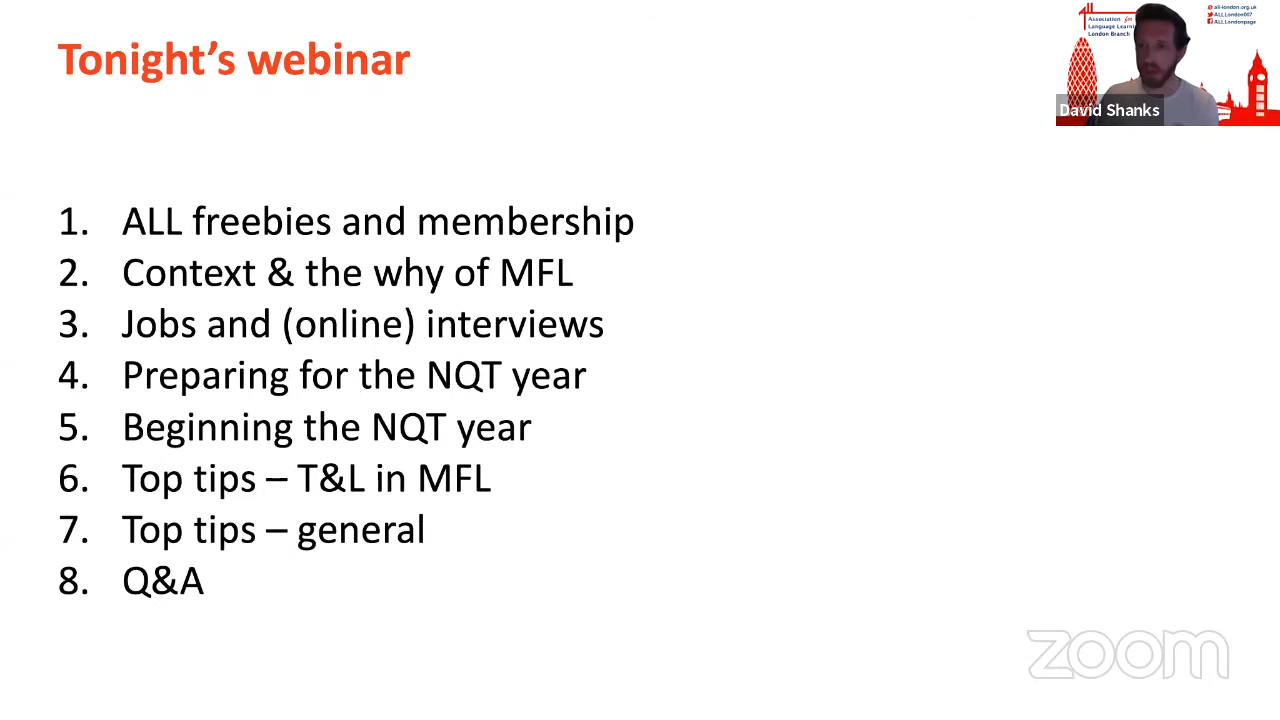 Tonight's webinar
1. ALL freebies and membership
2. Context & the why of MFL
3. Jobs and (online) interviews
4. Preparing for the NQT year
5. Beginning the NQT year
6. Top tips – T&L in MFL
7. Top tips – general
8. Q&A
Association for
Language Learni
London Branch
all-london.org.uk
ALLLondon007
ALLLondonpage
David Shanks
zoom